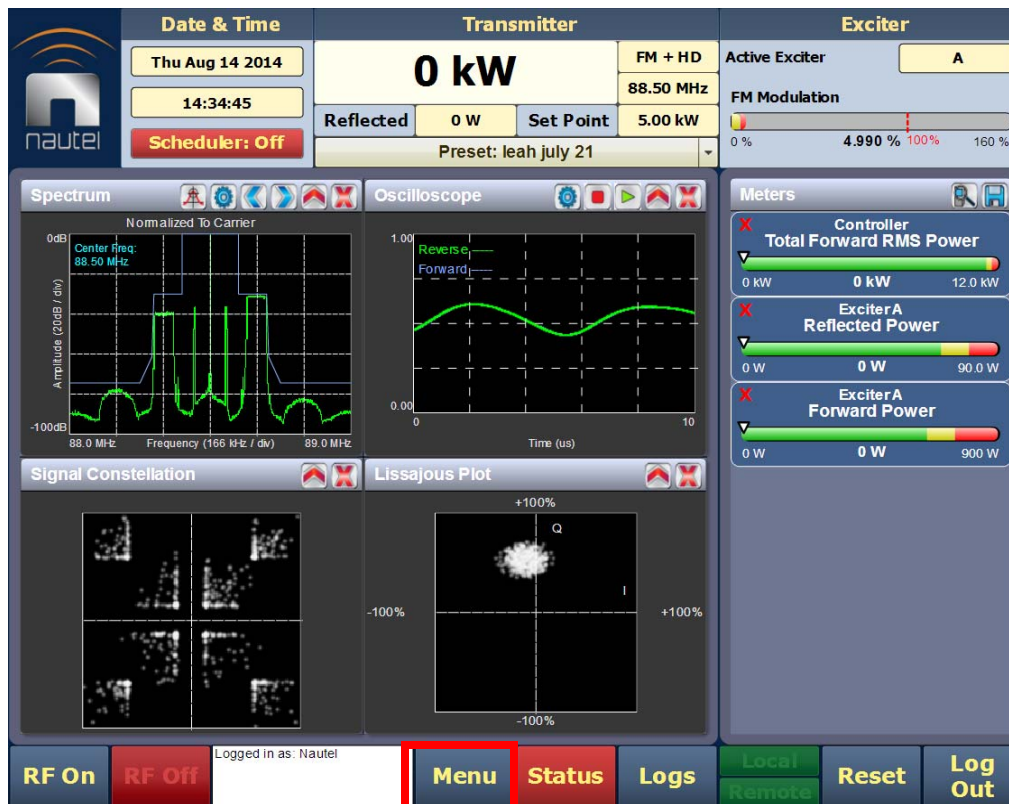 nautel
Date & Time
Thu Aug 14 2014
14:34:45
Scheduler: Off
Transmitter
0 kW
FM + HD
88.50 MHz
Reflected
0 W
Set Point
5.00 kW
Preset: leah july 21
Exciter
Active Exciter
A
FM Modulation
0 %
4.990 %
100%
160 %
Spectrum
Normalized To Carrier
0dB
Center Freq:
88.50 MHz
Amplitude (20dB / div)
-100dB
88.0 MHz
Frequency (166 kHz / div)
89.0 MHz
Oscilloscope
1.00
Reverse
Forward
0.00
0
10
Time (us)
Signal Constellation
Lissajous Plot
+100%
Q
I
-100%
+100%
-100%
Meters
X
Controller
Total Forward RMS Power
0 kW
0 kW
12.0 kW
X
Exciter A
Reflected Power
0 W
0 W
90.0 W
X
Exciter A
Forward Power
0 W
0 W
900 W
RF On
RF Off
Logged in as: Nautel
Menu
Status
Logs
Local
Remote
Reset
Log
Out